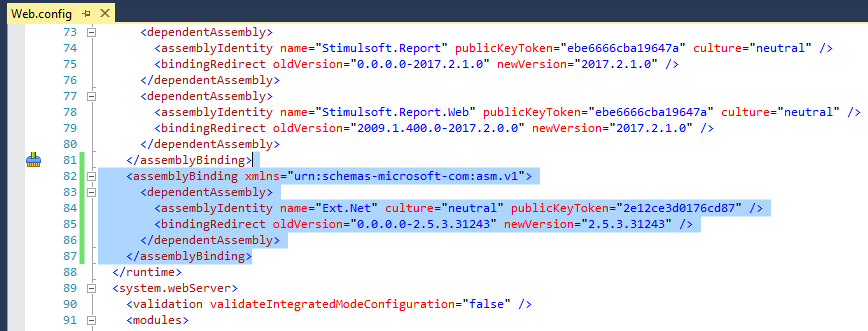 Web.config
73 <dependentAssembly>
74 <assemblyIdentity name="Stimulsoft.Report" publicKeyToken="ebe6666cba19647a" culture="neutral" />
75 <bindingRedirect oldVersion="0.0.0.0-2017.2.1.0" newVersion="2017.2.1.0" />
76 </dependentAssembly>
77 <dependentAssembly>
78 <assemblyIdentity name="Stimulsoft.Report.Web" publicKeyToken="ebe6666cba19647a" culture="neutral" />
79 <bindingRedirect oldVersion="2009.1.400.0-2017.2.0.0" newVersion="2017.2.1.0" />
80 </dependentAssembly>
81 </assemblyBinding>
82 <assemblyBinding xmlns="urn:schemas-microsoft-com:asm.v1">
83 <dependentAssembly>
84 <assemblyIdentity name="Ext.Net" culture="neutral" publicKeyToken="2e12ce3d0176cd87" />
85 <bindingRedirect oldVersion="0.0.0.0-2.5.3.31243" newVersion="2.5.3.31243" />
86 </dependentAssembly>
87 </assemblyBinding>
88 </runtime>
89 <system.webServer>
90 <validation validateIntegratedModeConfiguration="false" />
91 <modules>